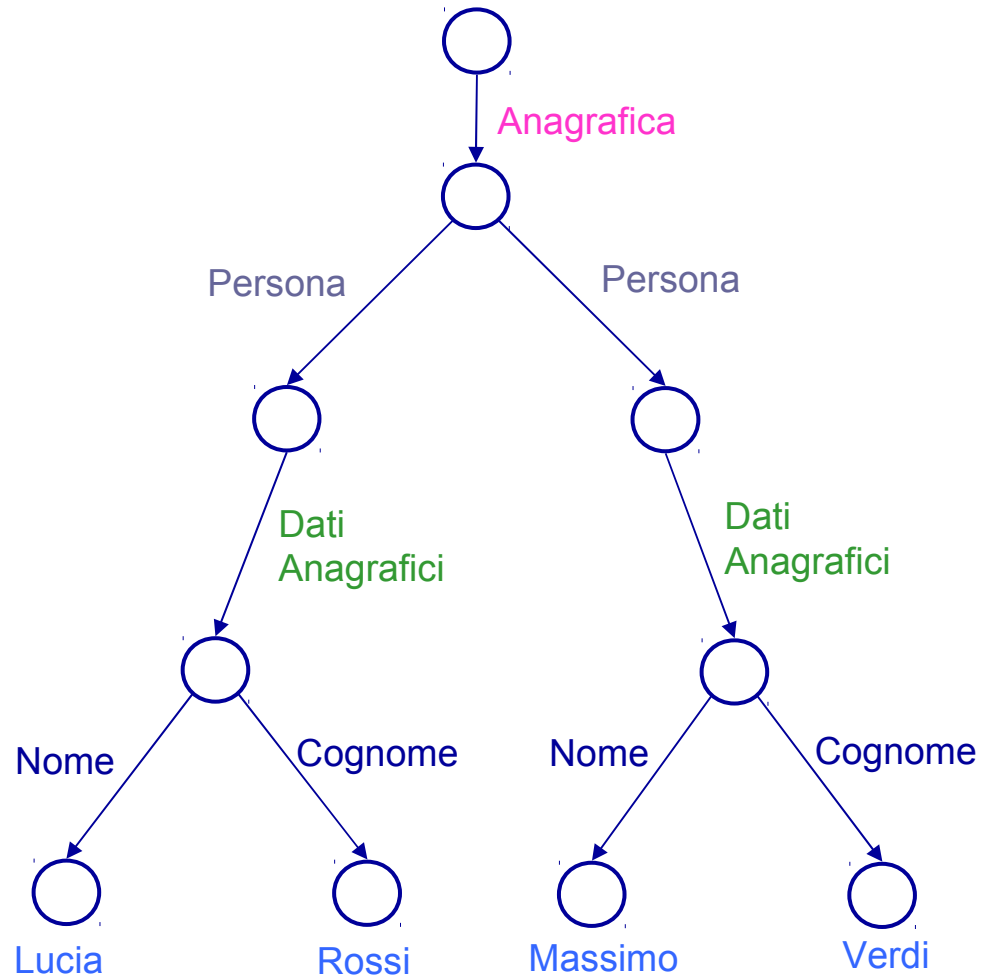 Anagrafica
Persona
Persona
Dati
Anagrafici
Dati
Anagrafici
Nome
Cognome
Nome
Cognome
Lucia
Rossi
Massimo
Verdi